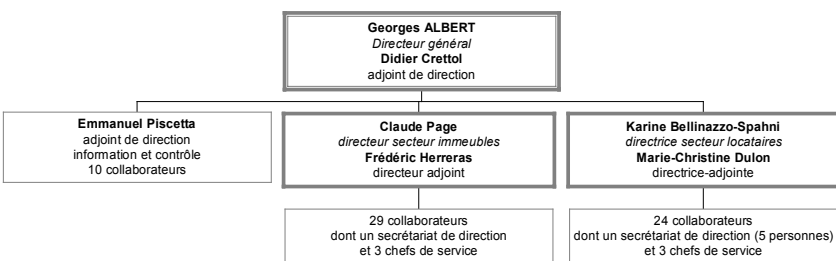 Georges ALBERT
Directeur général
Didier Crettol
adjoint de direction
Emmanuel Piscetta
adjoint de direction
information et contrôle
10 collaborateurs
Claude Page
directeur secteur immeubles
Frédéric Herreras
directeur adjoint
Karine Bellinazzo-Spahni
directrice secteur locataires
Marie-Christine Dulon
directrice-adjointe
29 collaborateurs
dont un secrétariat de direction
et 3 chefs de service
24 collaborateurs
dont un secrétariat de direction (5 personnes)
et 3 chefs de service